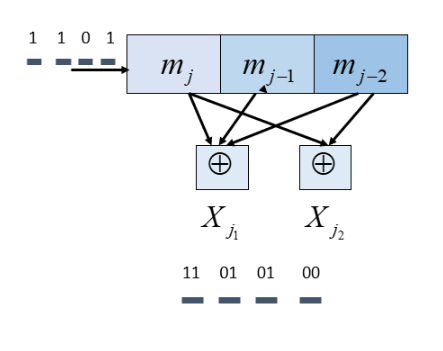 1 1 0 1
m_j m_{j-1} m_{j-2}
⊕ ⊕
X_{j_1} X_{j_2}
11 01 01 00